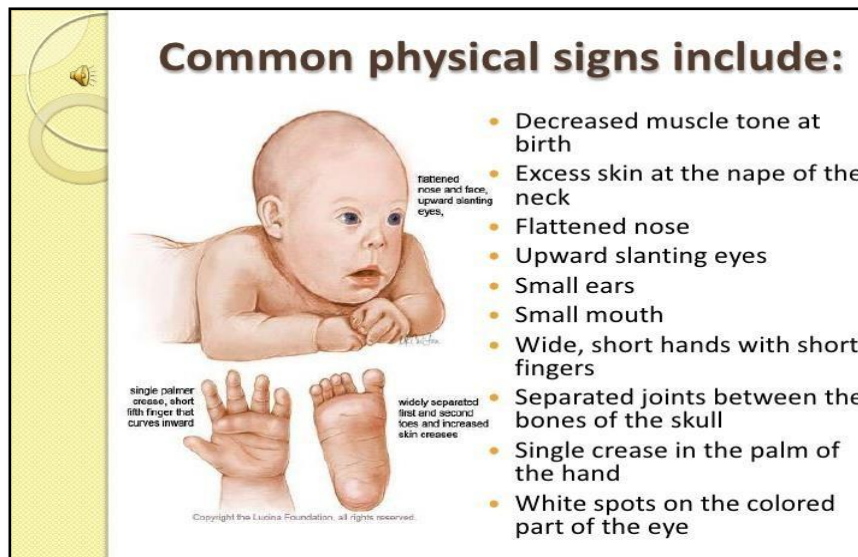 Common physical signs include:
flattened
nose and face,
upward slanting
eyes,
single palmer
crease, short
fifth finger that
curves inward
widely separated
first and second
toes and increased
skin creases
Copyright the Lucina Foundation, all rights reserved.
• Decreased muscle tone at
birth
• Excess skin at the nape of the
neck
• Flattened nose
• Upward slanting eyes
• Small ears
• Small mouth
• Wide, short hands with short
fingers
• Separated joints between the
bones of the skull
• Single crease in the palm of
the hand
• White spots on the colored
part of the eye